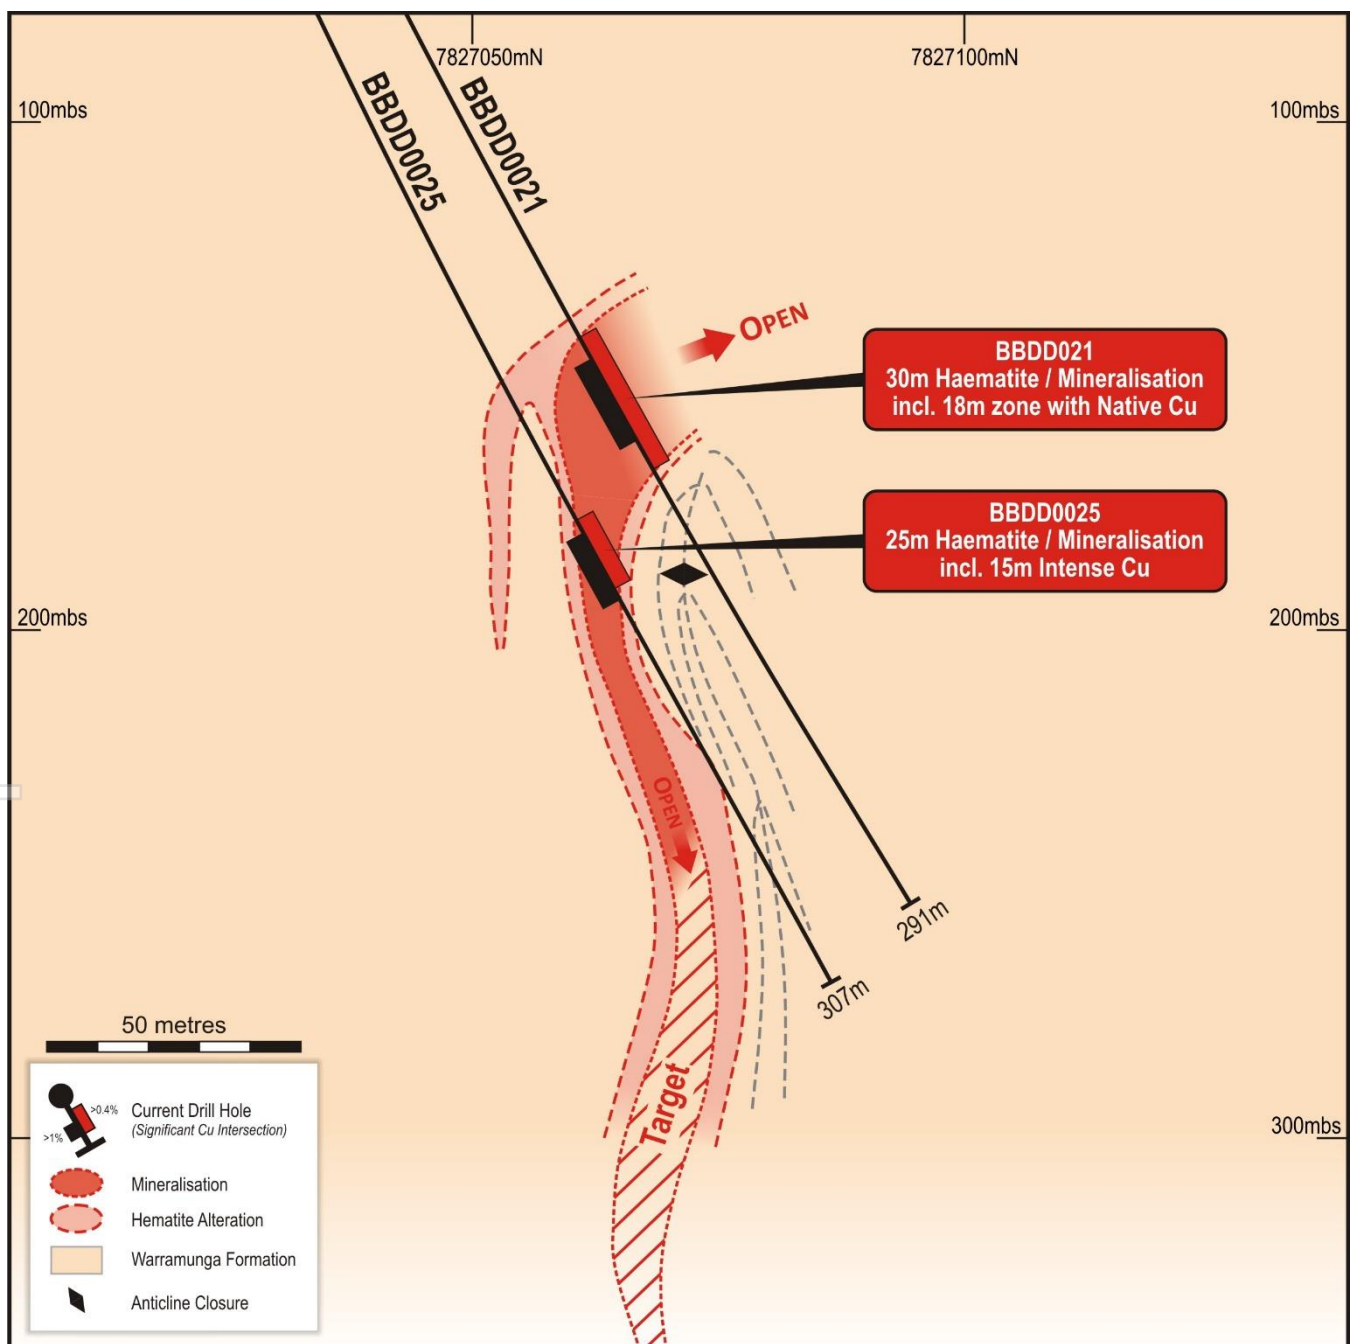 7827050mN
7827100mN
100mbs
100mbs
BBDD0025
BBDD0021
OPEN
BBDD021
30m Haematite / Mineralisation
incl. 18m zone with Native Cu
BBDD0025
25m Haematite / Mineralisation
incl. 15m Intense Cu
200mbs
200mbs
OPEN
291m
307m
Target
300mbs
50 metres
>0.4%
>1%
Current Drill Hole
(Significant Cu Intersection)
Mineralisation
Hematite Alteration
Warramunga Formation
Anticline Closure